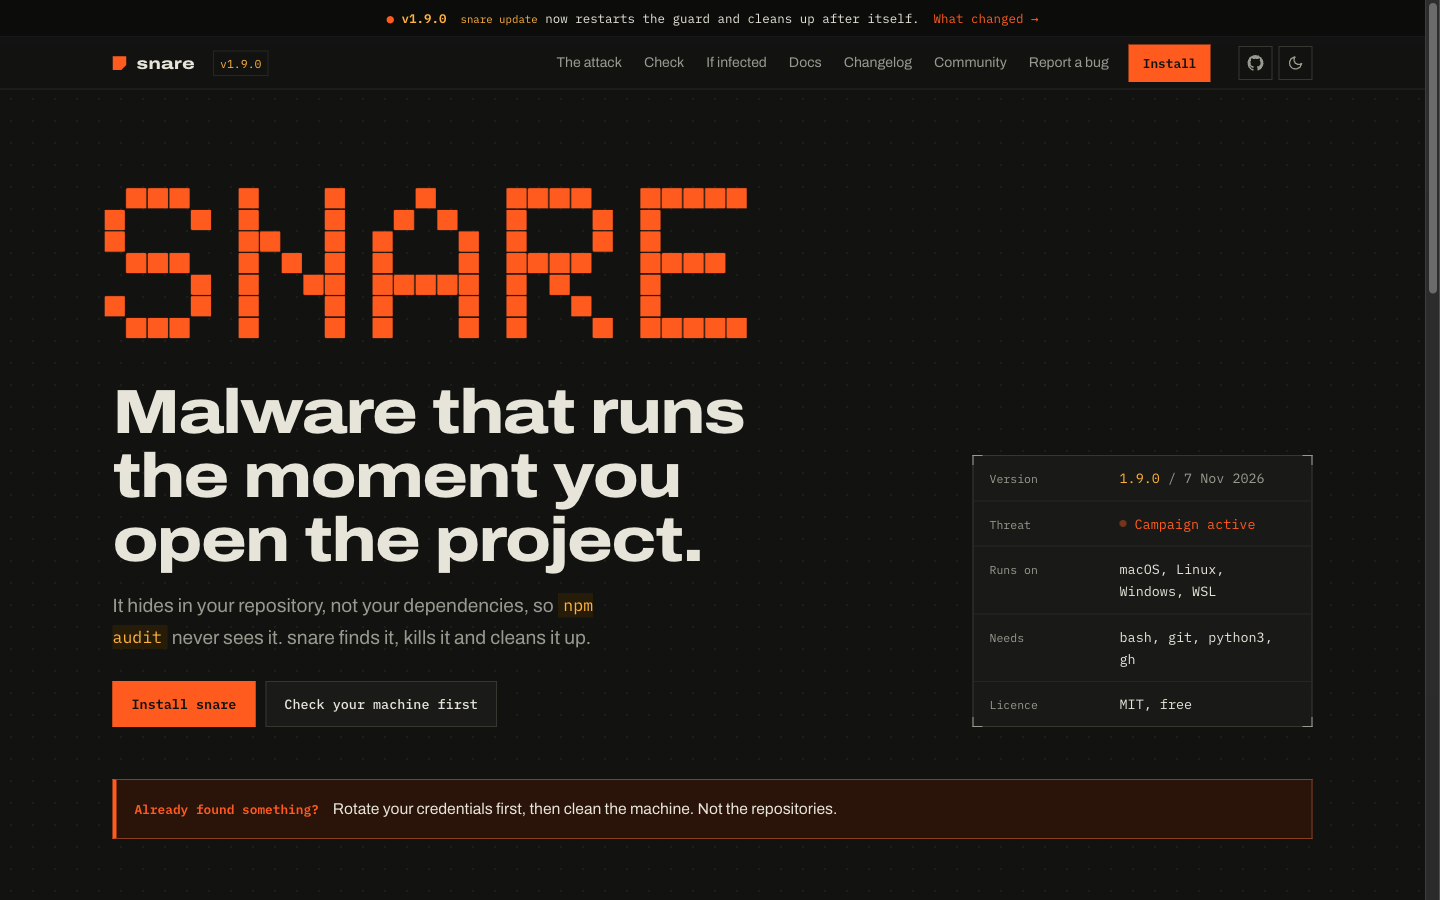 v1.9.0 snare update now restarts the guard and cleans up after itself. What changed →
snare v1.9.0 The attack Check If infected Docs Changelog Community Report a bug Install
SNARE
Malware that runs
the moment you
open the project.
It hides in your repository, not your dependencies, so npm
audit never sees it. snare finds it, kills it and cleans it up.
Install snare Check your machine first
Version 1.9.0 / 7 Nov 2026
Threat Campaign active
Runs on macOS, Linux,
Windows, WSL
Needs bash, git, python3,
gh
Licence MIT, free
Already found something? Rotate your credentials first, then clean the machine. Not the repositories.